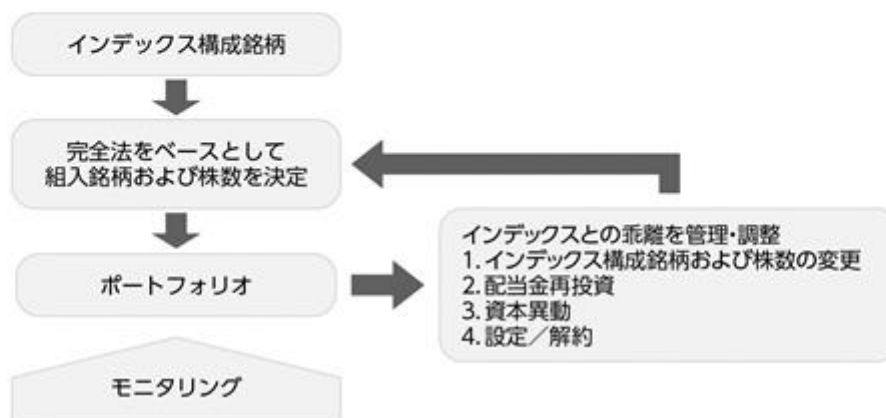 インデックス構成銘柄
完全法をベースとして
組入銘柄および株数を決定
ポートフォリオ
インデックスとの乖離を管理・調整
1.インデックス構成銘柄および株数の変更
2.配当金再投資
3.資本異動
4.設定／解約
モニタリング